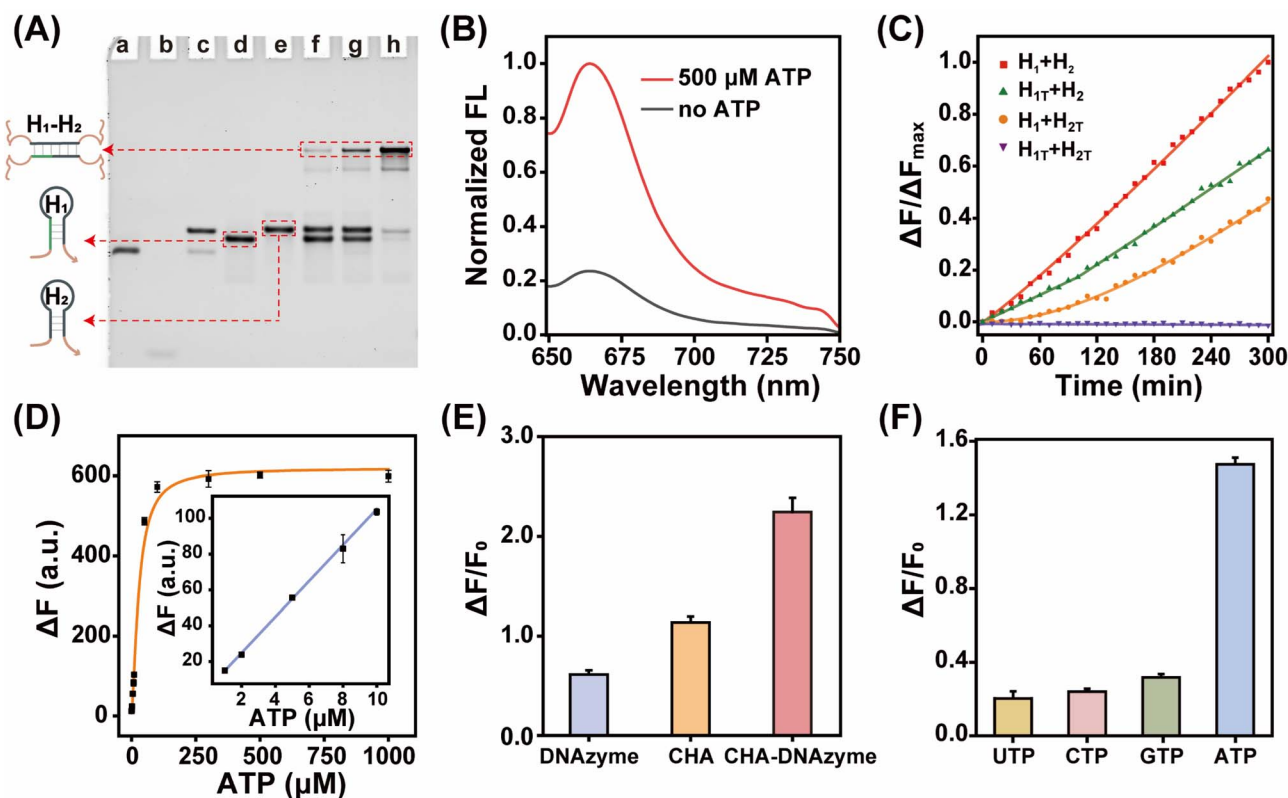 (A)
a b c d e f g h
H₁-H₂
H₁
H₂
(B)
Normalized FL
1.0
0.8
0.6
0.4
0.2
0.0
500 μM ATP
no ATP
650 675 700 725 750
Wavelength (nm)
(C)
ΔF/ΔFmax
1.0
0.8
0.6
0.4
0.2
0.0
H₁+H₂
H₁T+H₂
H₁+H₂T
H₁T+H₂T
0 60 120 180 240 300
Time (min)
(D)
ΔF (a.u.)
600
400
200
0
0 250 500 750 1000
ATP (μM)
ΔF (a.u.)
100
80
60
40
20
2 4 6 8 10
ATP (μM)
(E)
ΔF/F₀
3.0
2.0
1.0
0.0
DNAzyme CHA CHA-DNAzyme
(F)
ΔF/F₀
1.6
1.2
0.8
0.4
0.0
UTP CTP GTP ATP